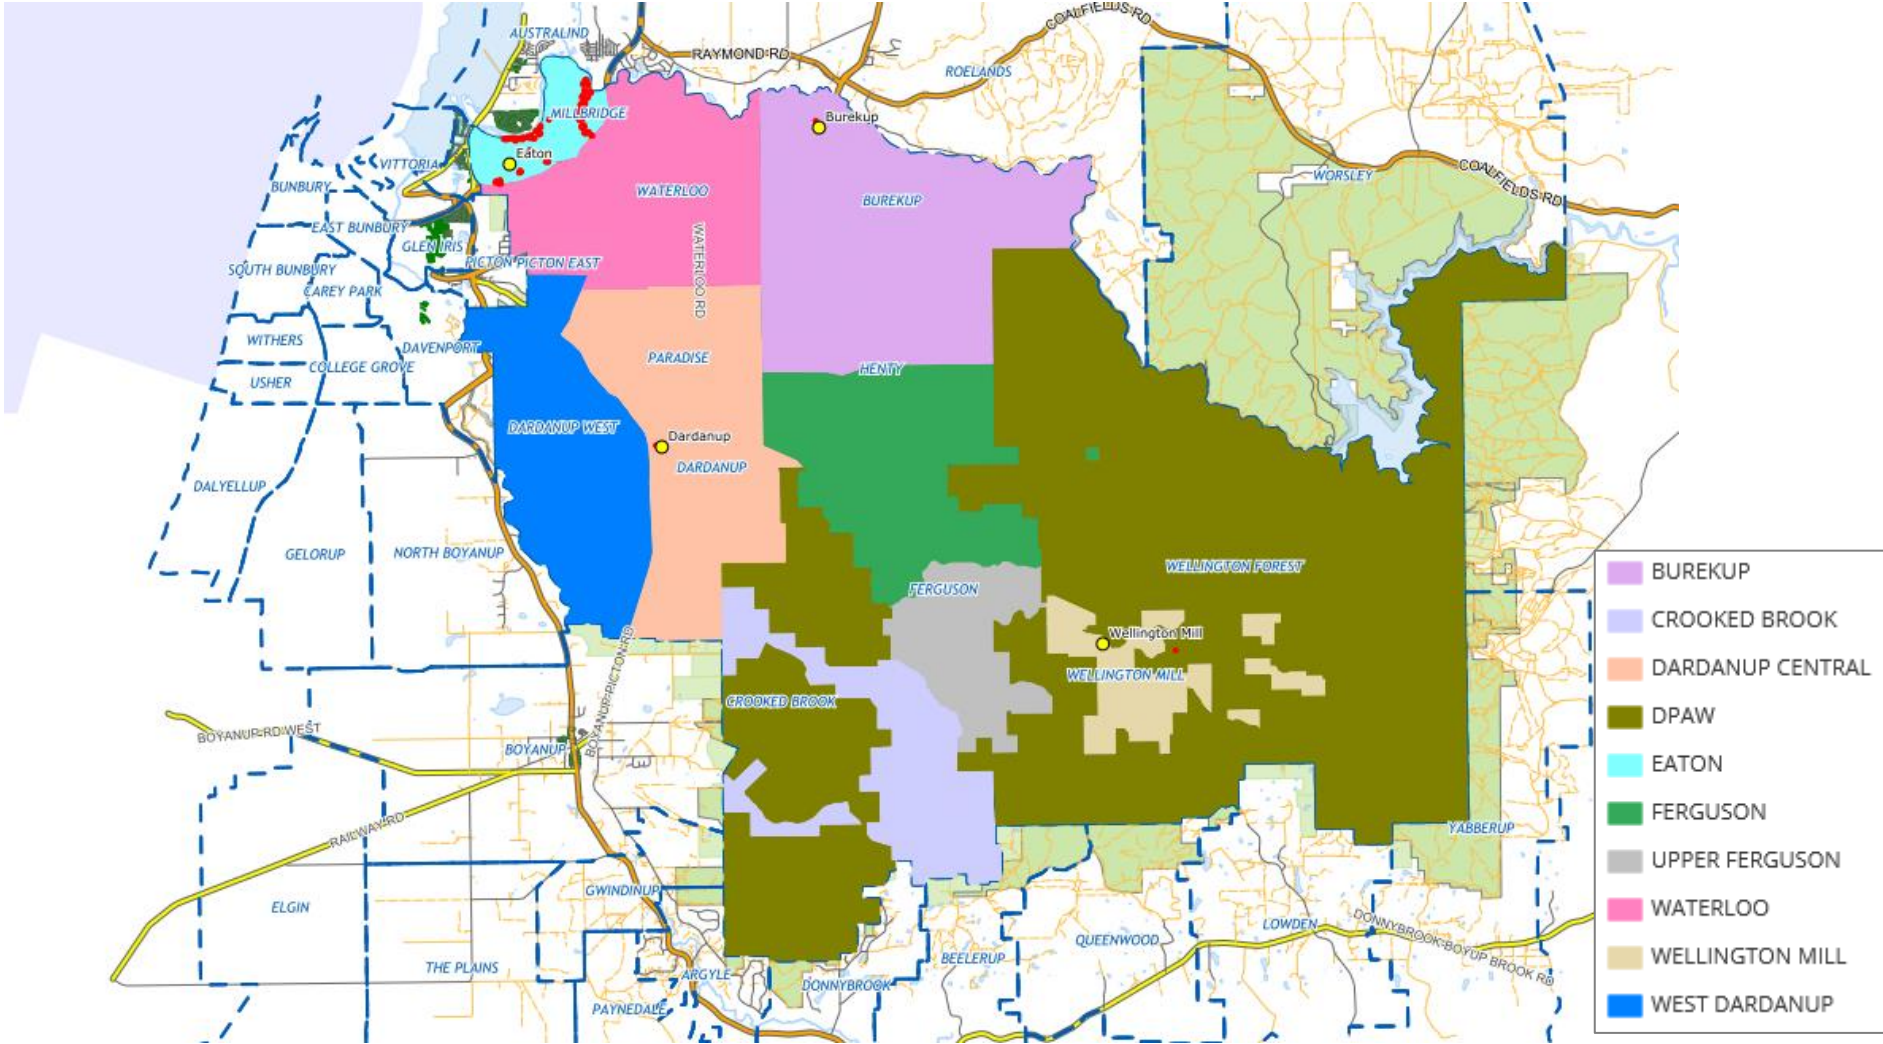 COALFIELDS RD
AUSTRALIND
RAYMOND RD
ROELANDS
MILLBRIDGE
Burekup
Eaton
VITTORIA
WORSLEY
COALFIELDS RD
BUNBURY
WATERLOO
BUREKUP
EAST BUNBURY
GLEN IRIS
WATERLOO RD
PICTON PICTON EAST
SOUTH BUNBURY
CAREY PARK
WITHERS
DAVENPORT
PARADISE
COLLEGE GROVE
HENTY
USHER
DARDANUP WEST
Dardanup
DARDANUP
DALYELLUP
GELORUP
NORTH BOYANUP
WELLINGTON FOREST
FERGUSON
Wellington Mill
WELLINGTON MILL
BOYANUP-PICTON RD
CROOKED BROOK
BOYANUP RD WEST
BOYANUP
RAILWAY RD
YABBERUP
GWINDINUP
ELGIN
LOWDEN
DONNYBROOK-BOYUP BROOK RD
QUEENWOOD
BEELERUP
THE PLAINS
ARGYLE
DONNYBROOK
PAYNEDALE
BUREKUP
CROOKED BROOK
DARDANUP CENTRAL
DPAW
EATON
FERGUSON
UPPER FERGUSON
WATERLOO
WELLINGTON MILL
WEST DARDANUP